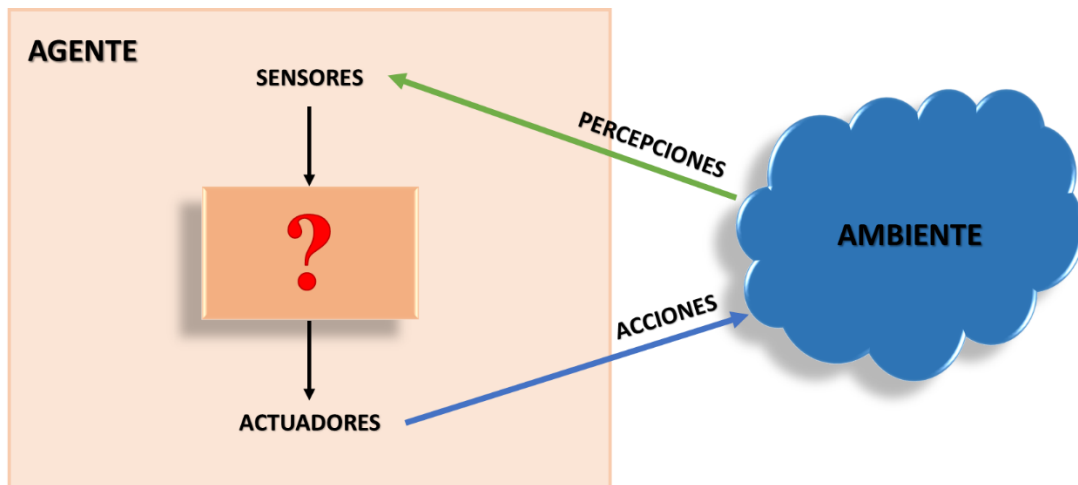 AGENTE
SENSORES
PERCEPCIONES
?
AMBIENTE
ACCIONES
ACTUADORES